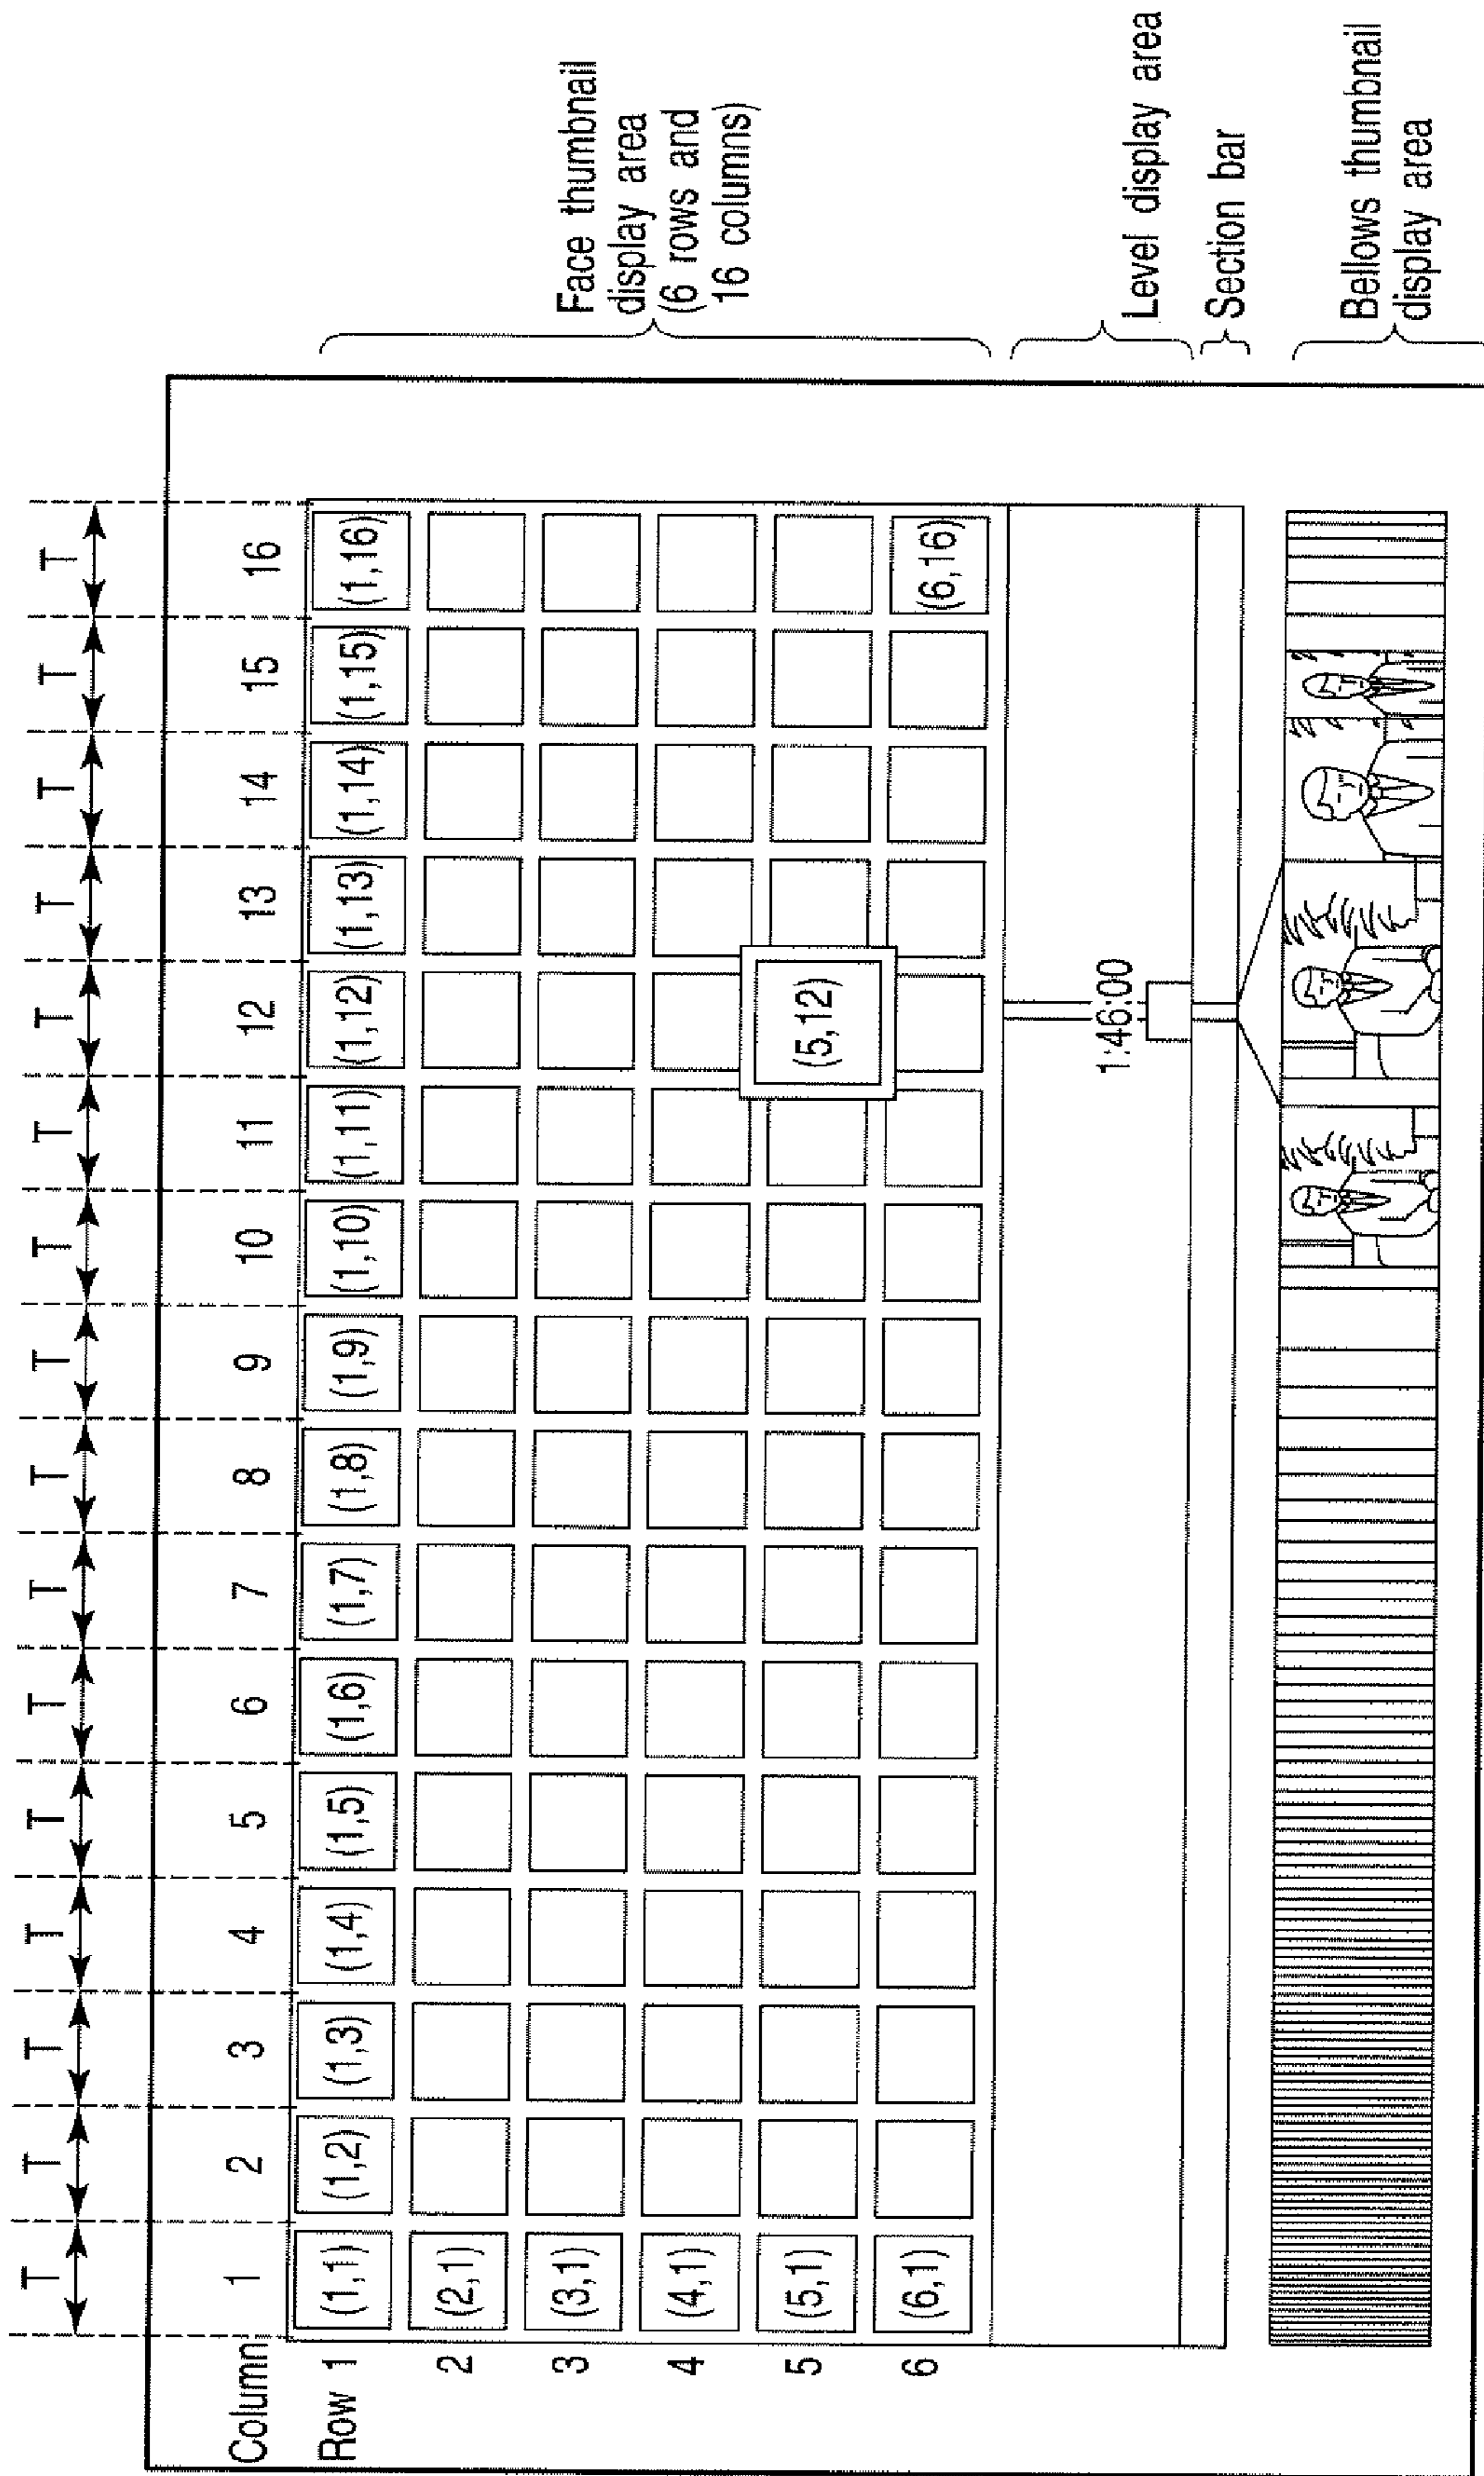 T T T T T T T T T T T T T T T T
Column 1 2 3 4 5 6 7 8 9 10 11 12 13 14 15 16
Row 1 (1,1) (1,2) (1,3) (1,4) (1,5) (1,6) (1,7) (1,8) (1,9) (1,10) (1,11) (1,12) (1,13) (1,14) (1,15) (1,16)
2 (2,1)
3 (3,1)
4 (4,1)
5 (5,1) (5,12)
6 (6,1) (6,16)
1:46:00
Face thumbnail
display area
(6 rows and
16 columns)
Level display area
Section bar
Bellows thumbnail
display area